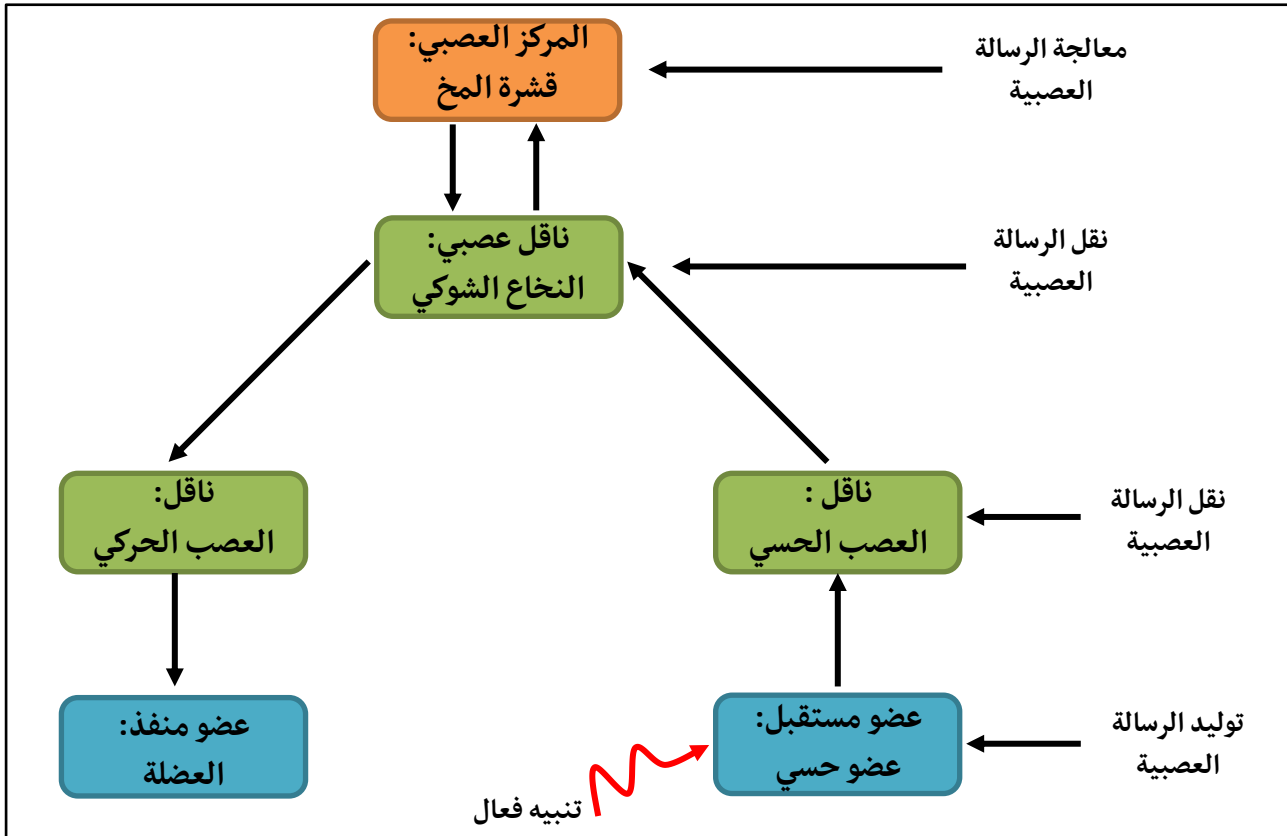 المركز العصبي:
قشرة المخ
معالجة الرسالة
العصبية
ناقل عصبي:
النخاع الشوكي
نقل الرسالة
العصبية
ناقل :
العصب الحسي
نقل الرسالة
العصبية
ناقل:
العصب الحركي
عضو مستقبل:
عضو حسي
توليد الرسالة
العصبية
عضو منفذ:
العضلة
تنبيه فعال